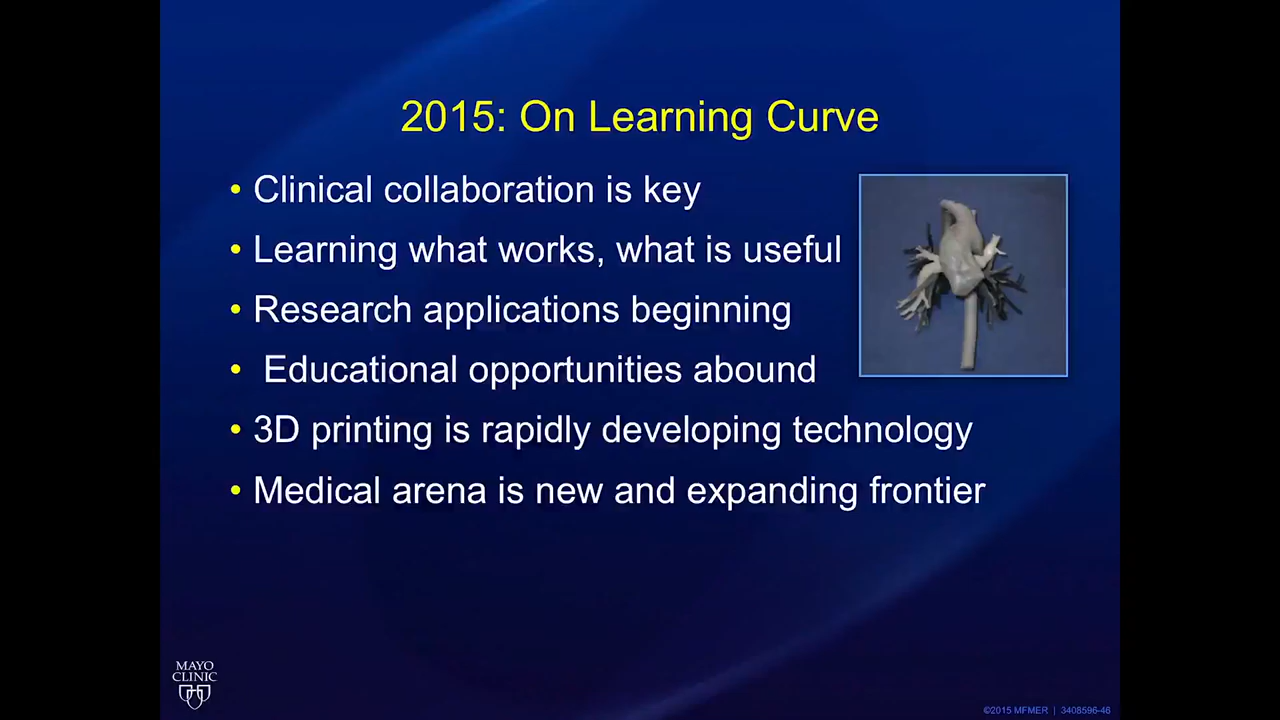 2015: On Learning Curve
• Clinical collaboration is key
• Learning what works, what is useful
• Research applications beginning
• Educational opportunities abound
• 3D printing is rapidly developing technology
• Medical arena is new and expanding frontier
MAYO
CLINIC
©2015 MFMER | 3408596-48